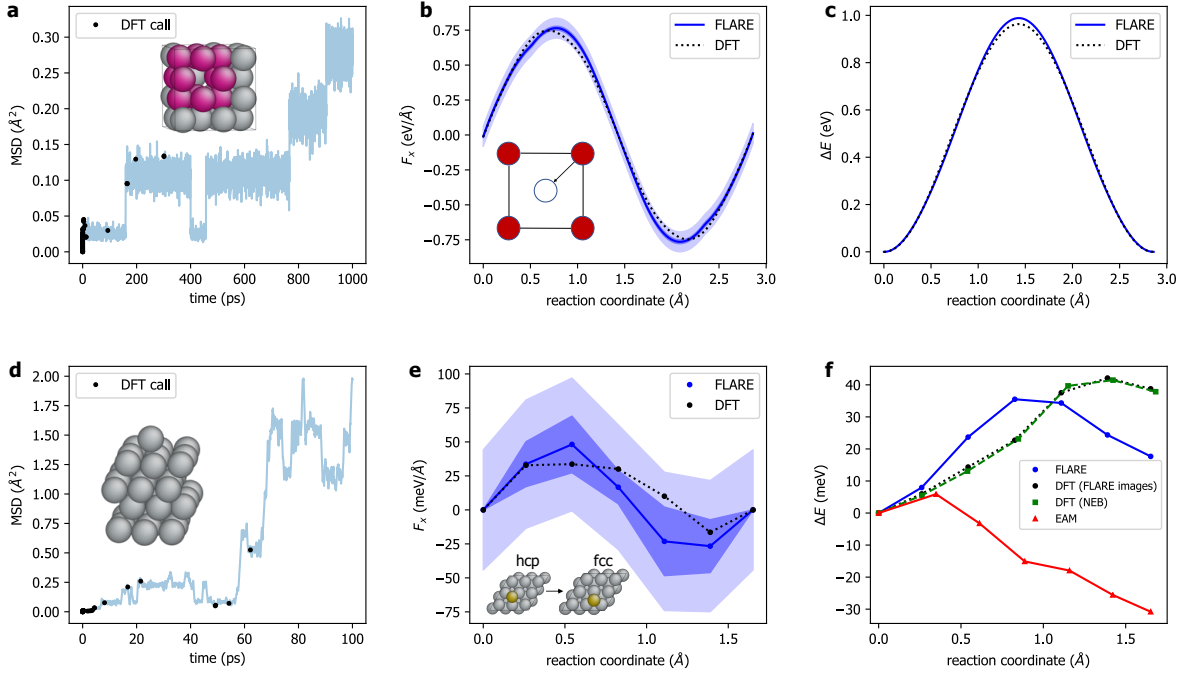 a
DFT call
0.30
0.25
0.20
0.15
0.10
0.05
0.00
MSD (Å²)
0 200 400 600 800 1000
time (ps)
b
FLARE
DFT
0.75
0.50
0.25
0.00
−0.25
−0.50
−0.75
Fₓ (eV/Å)
0.0 0.5 1.0 1.5 2.0 2.5 3.0
reaction coordinate (Å)
c
FLARE
DFT
1.0
0.8
0.6
0.4
0.2
0.0
ΔE (eV)
0.0 0.5 1.0 1.5 2.0 2.5 3.0
reaction coordinate (Å)
d
DFT call
2.00
1.75
1.50
1.25
1.00
0.75
0.50
0.25
0.00
MSD (Å²)
0 20 40 60 80 100
time (ps)
e
FLARE
DFT
100
75
50
25
0
−25
−50
−75
Fₓ (meV/Å)
hcp fcc
0.0 0.5 1.0 1.5
reaction coordinate (Å)
f
40
30
20
10
0
−10
−20
−30
ΔE (meV)
FLARE
DFT (FLARE images)
DFT (NEB)
EAM
0.0 0.5 1.0 1.5
reaction coordinate (Å)